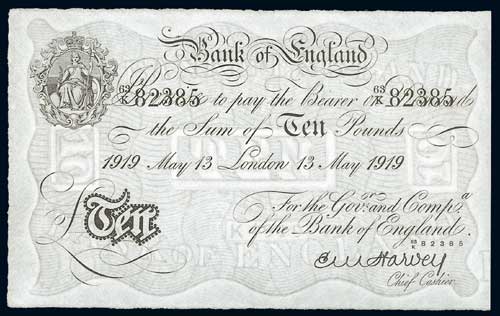 Bank of England
63/K 82385 63/K 82385
to pay the Bearer on Demand
the Sum of Ten Pounds
1919 May 13 London 13 May 1919
For the Govr. and Compa.
of the Bank of England.
63/K 82385
£Ten
E M Harvey
Chief Cashier